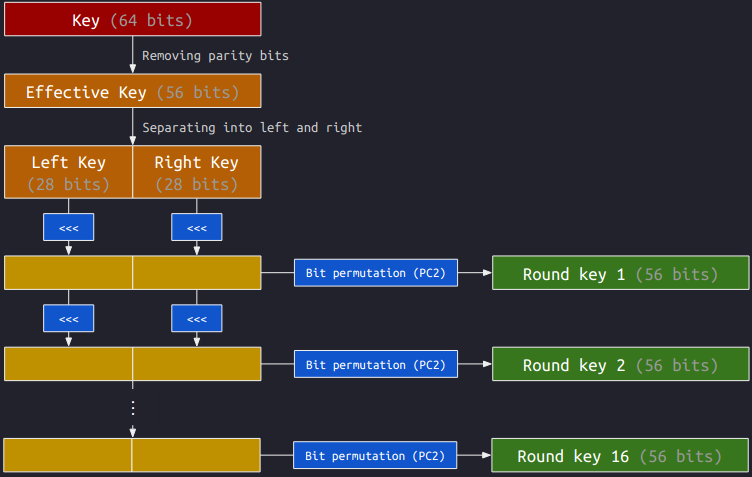 Key (64 bits)
Removing parity bits
Effective Key (56 bits)
Separating into left and right
Left Key
(28 bits)
Right Key
(28 bits)
<<<
<<<
Bit permutation (PC2)
Round key 1 (56 bits)
<<<
<<<
Bit permutation (PC2)
Round key 2 (56 bits)
⋮
Bit permutation (PC2)
Round key 16 (56 bits)